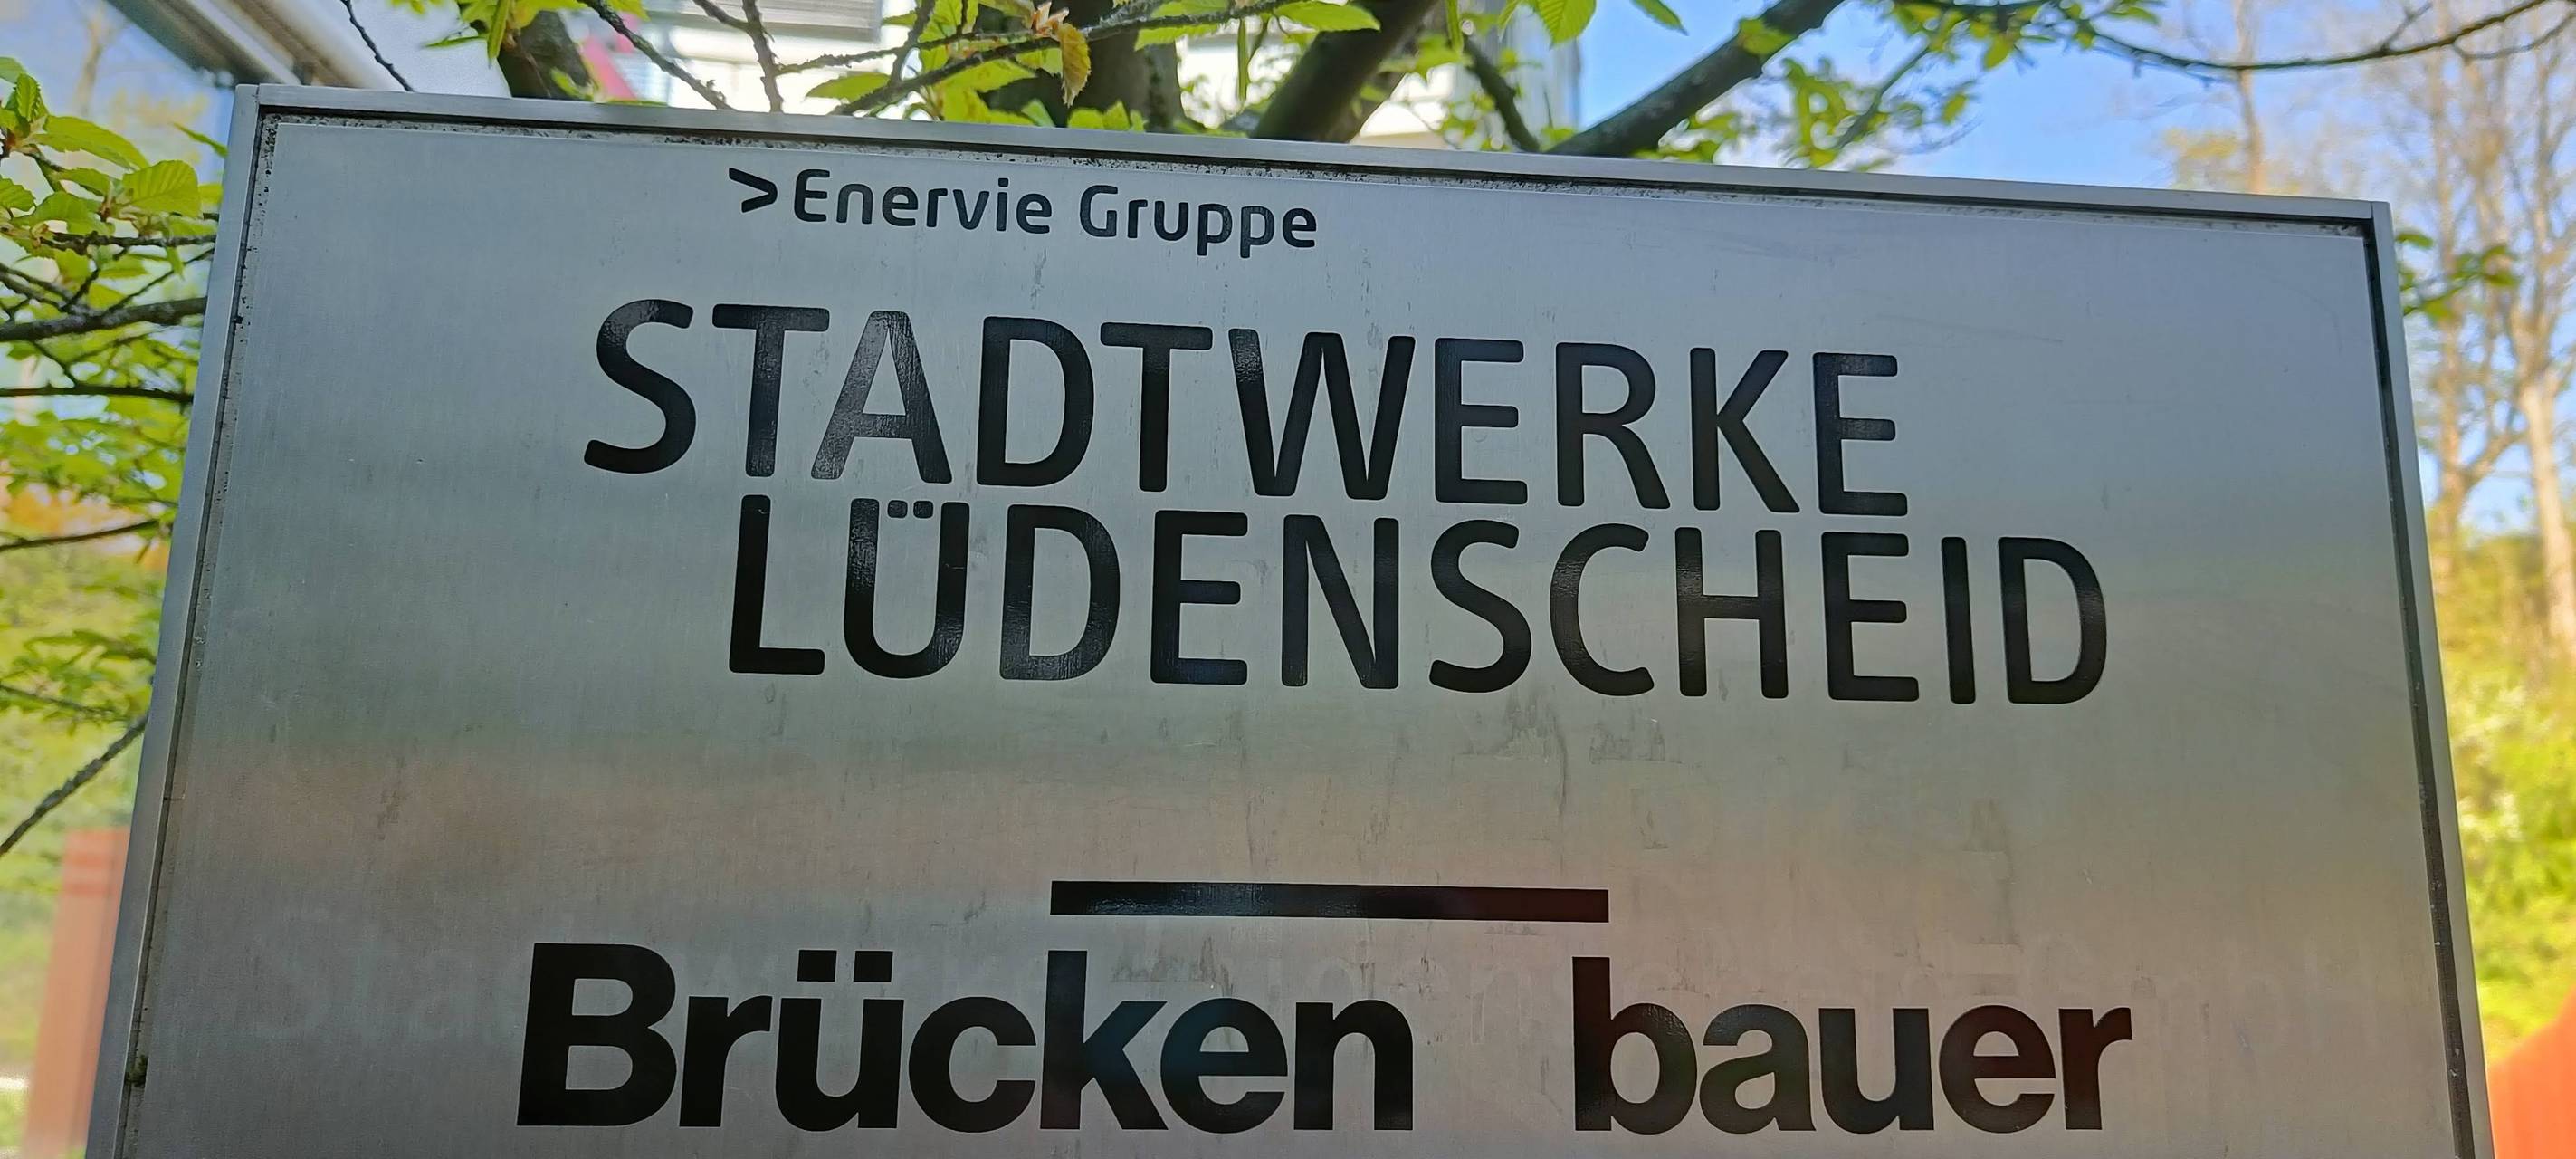 >Enervie Gruppe
STADTWERKE
LÜDENSCHEID
Brücken bauer